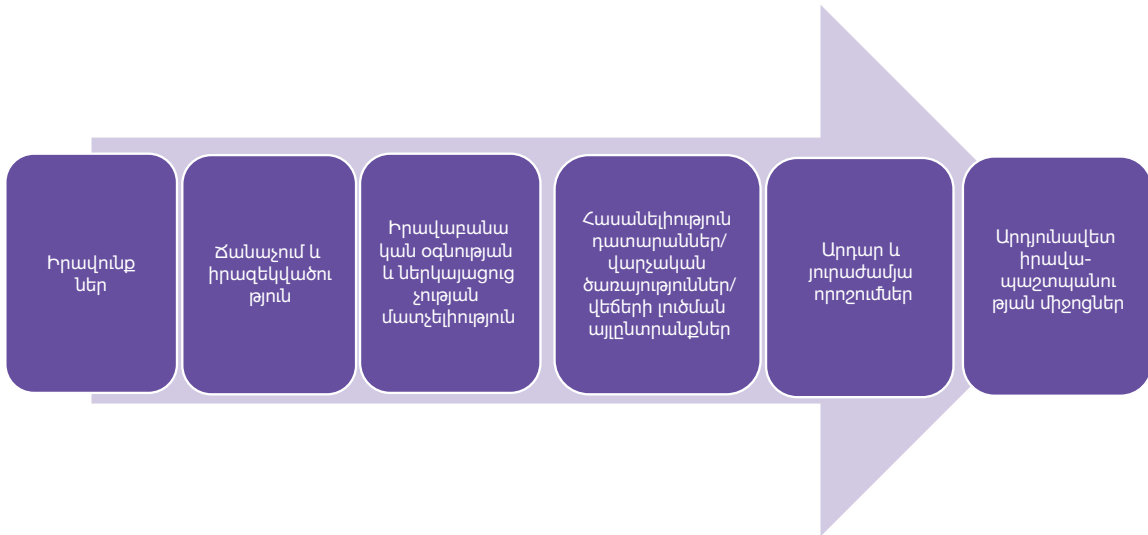 Իրավունք
ներ
Ճանաչում և
իրազեկվածու
թյուն
Իրավաբանա
կան օգնության
և ներկայացուց
չության
մատչելիություն
Հասանելիություն
դատարաններ/
վարչական
ծառայություններ/
վեճերի լուծման
այլընտրանքներ
Արդար և
յուրաժամյա
որոշումներ
Արդյունավետ
իրավա-
պաշտպանու
թյան միջոցներ